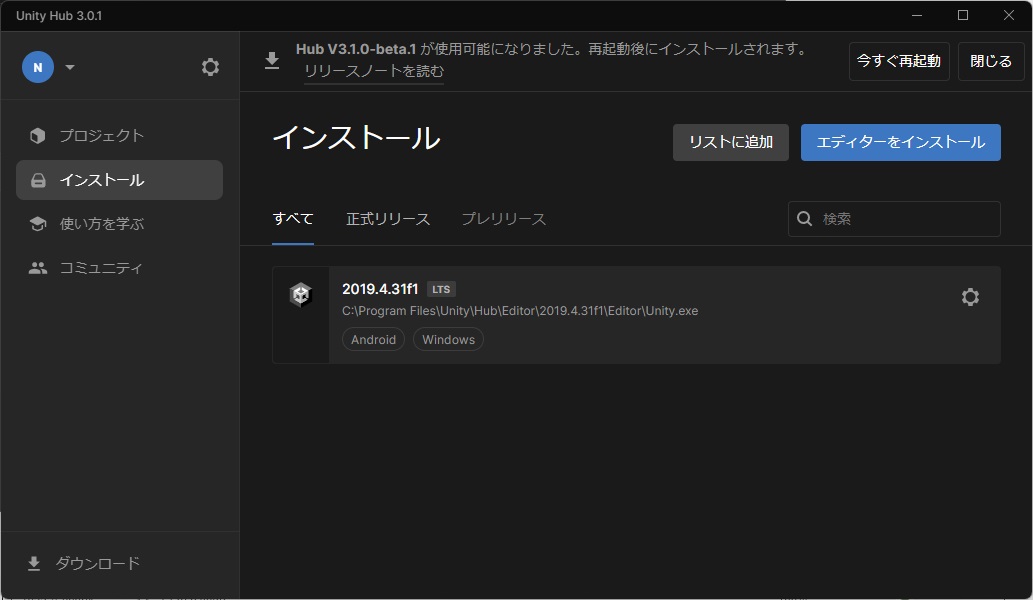 Unity Hub 3.0.1
N
Hub V3.1.0-beta.1 が使用可能になりました。再起動後にインストールされます。
リリースノートを読む
今すぐ再起動
閉じる
プロジェクト
インストール
使い方を学ぶ
コミュニティ
ダウンロード
インストール
リストに追加
エディターをインストール
すべて
正式リリース
プレリリース
検索
2019.4.31f1 LTS
C:\Program Files\Unity\Hub\Editor\2019.4.31f1\Editor\Unity.exe
Android
Windows